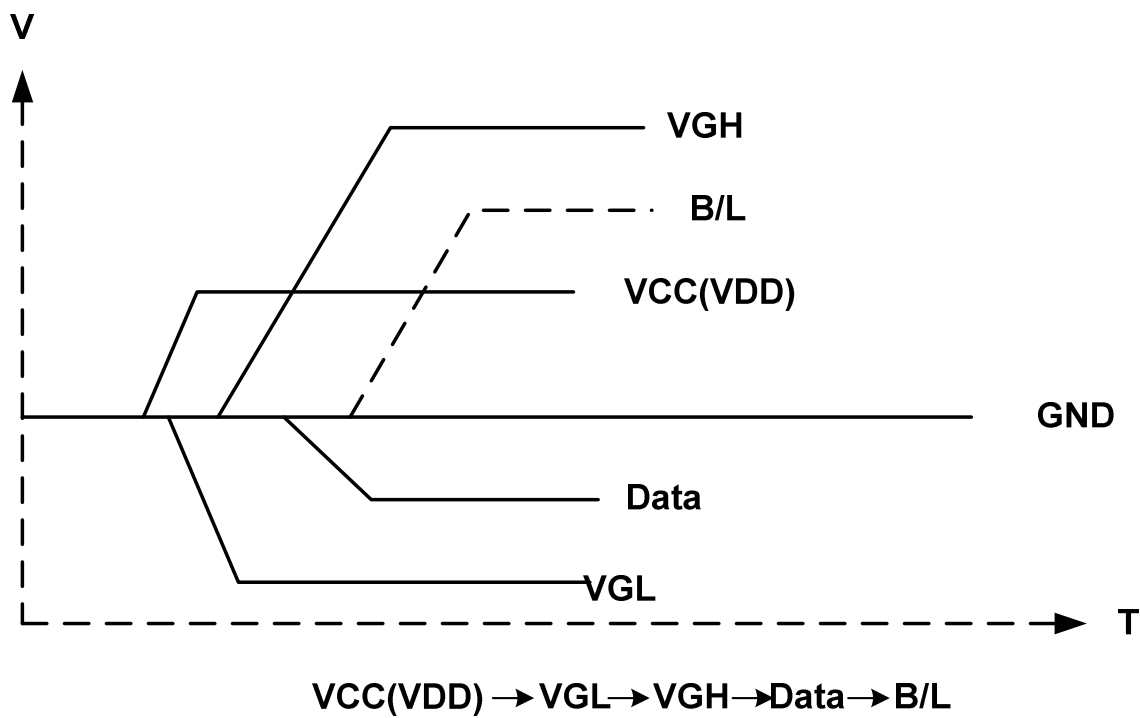 V
VGH
B/L
VCC(VDD)
GND
Data
VGL
T
VCC(VDD) → VGL → VGH → Data → B/L